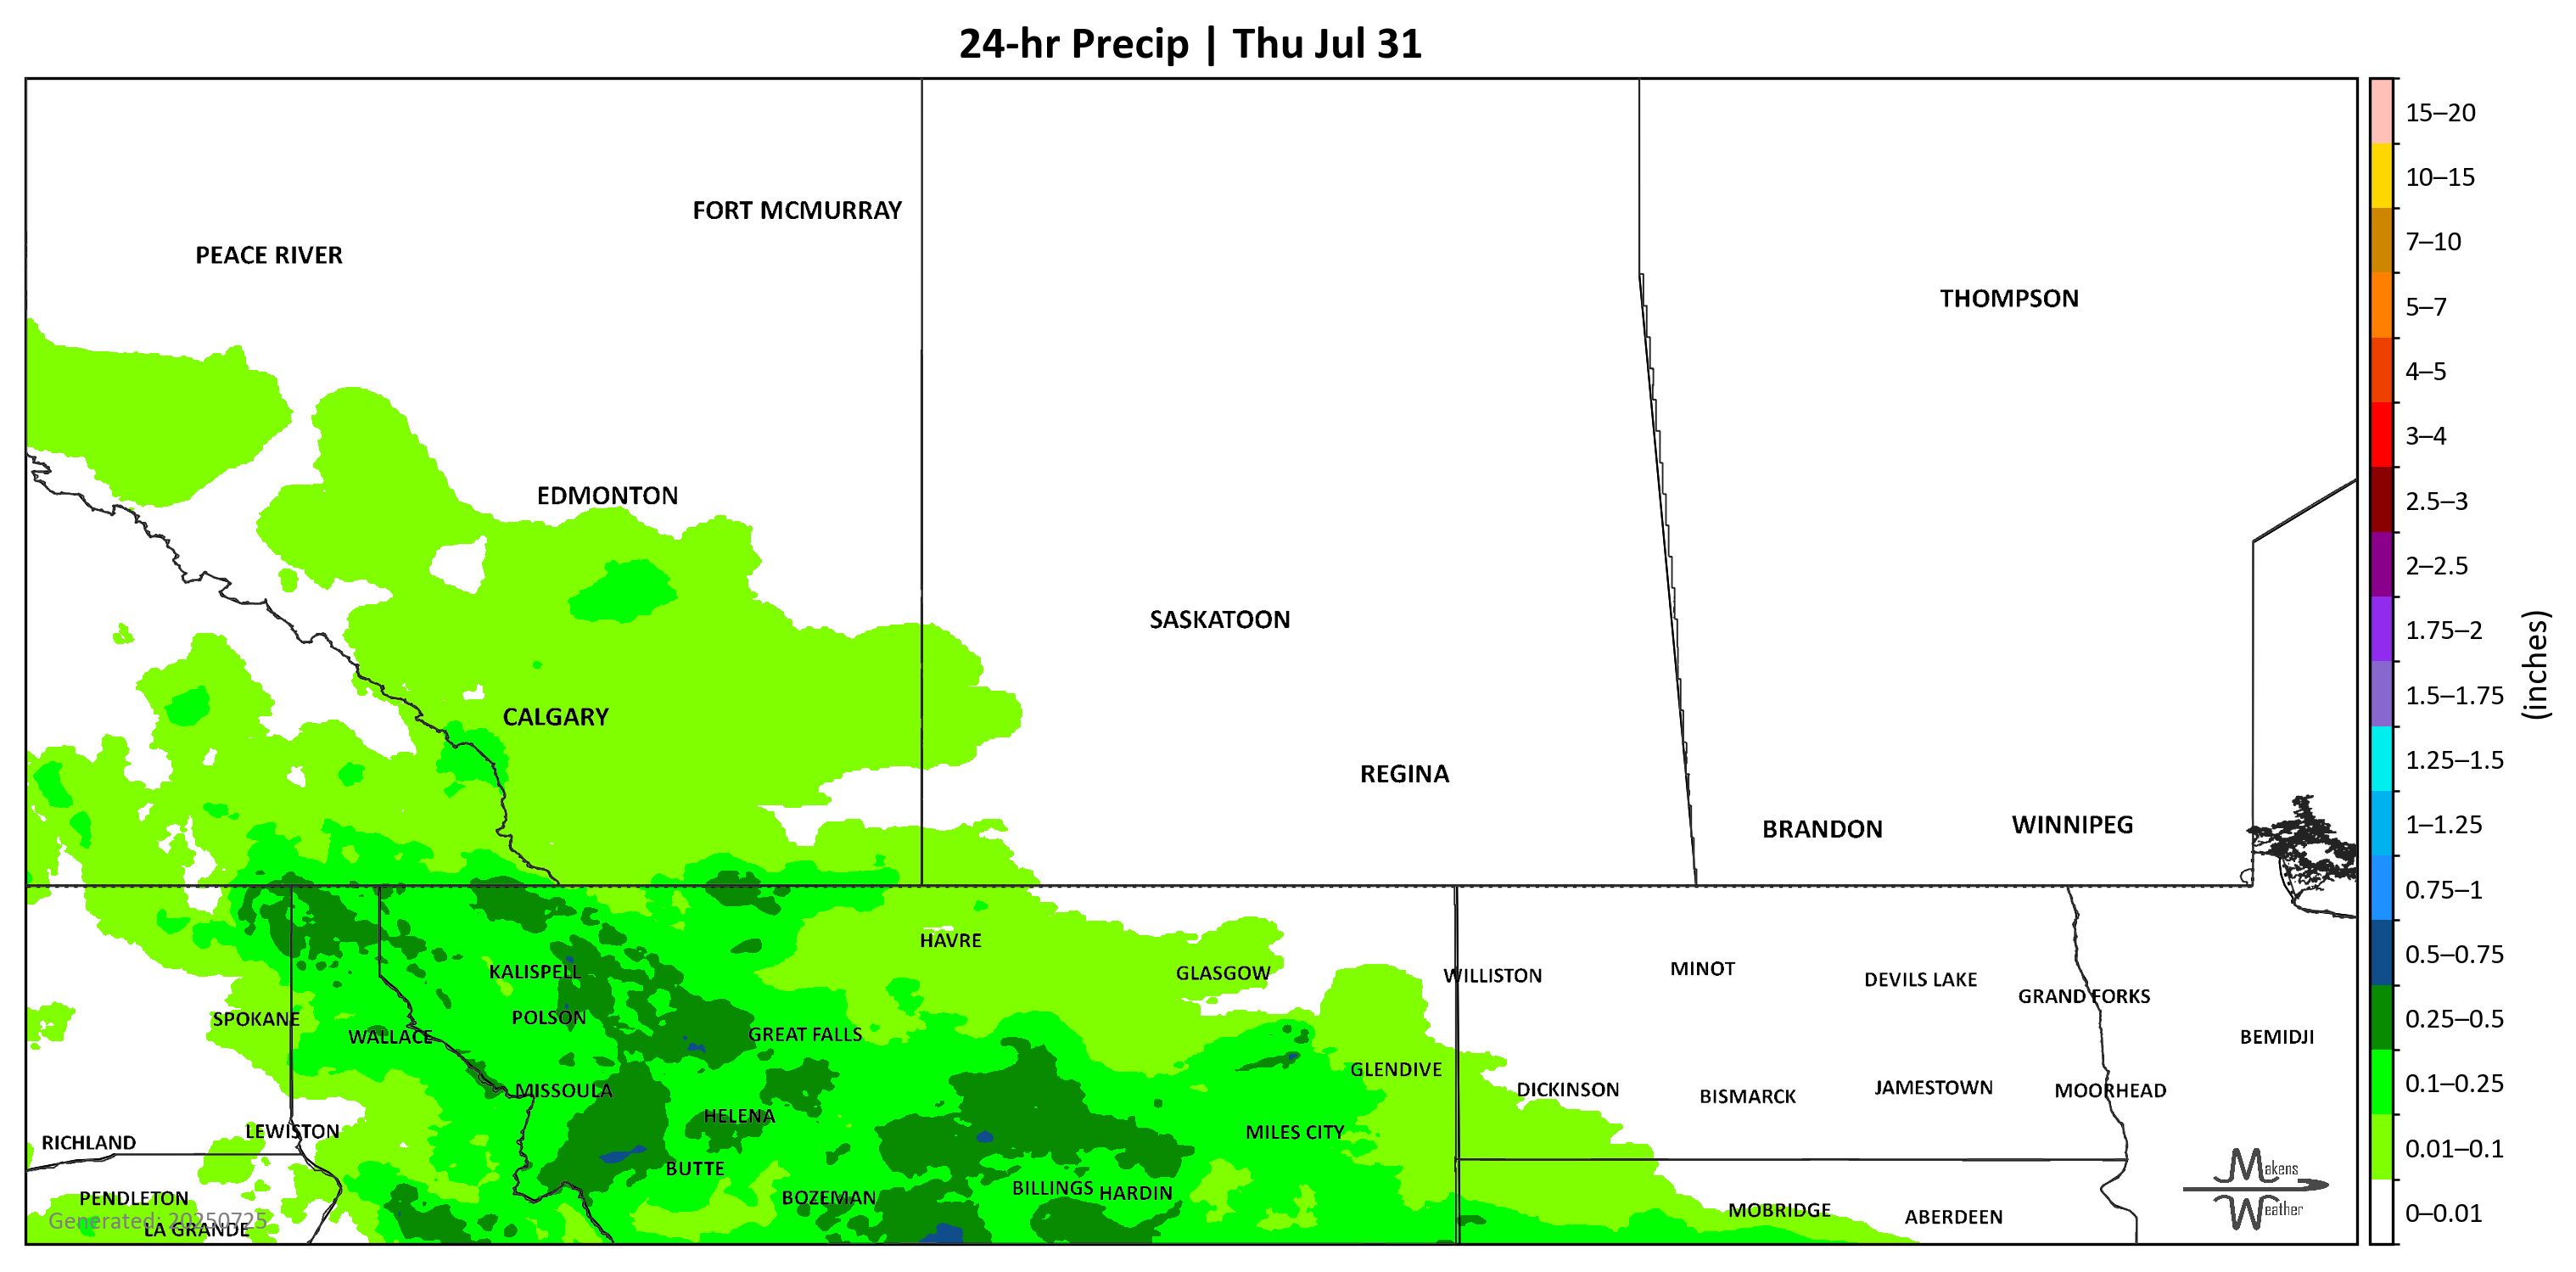 24-hr Precip | Thu Jul 31
FORT MCMURRAY
PEACE RIVER
THOMPSON
EDMONTON
SASKATOON
CALGARY
REGINA
BRANDON
WINNIPEG
HAVRE
KALISPELL
GLASGOW
WILLISTON
MINOT
DEVILS LAKE
GRAND FORKS
SPOKANE
POLSON
WALLACE
GREAT FALLS
BEMIDJI
GLENDIVE
MISSOULA
DICKINSON
BISMARCK
JAMESTOWN
MOORHEAD
HELENA
LEWISTON
RICHLAND
MILES CITY
BUTTE
PENDLETON
BOZEMAN
BILLINGS
HARDIN
MOBRIDGE
ABERDEEN
Generated: 20250725
LA GRANDE
Makens
Weather
15–20
10–15
7–10
5–7
4–5
3–4
2.5–3
2–2.5
1.75–2
1.5–1.75
1.25–1.5
1–1.25
0.75–1
0.5–0.75
0.25–0.5
0.1–0.25
0.01–0.1
0–0.01
(inches)